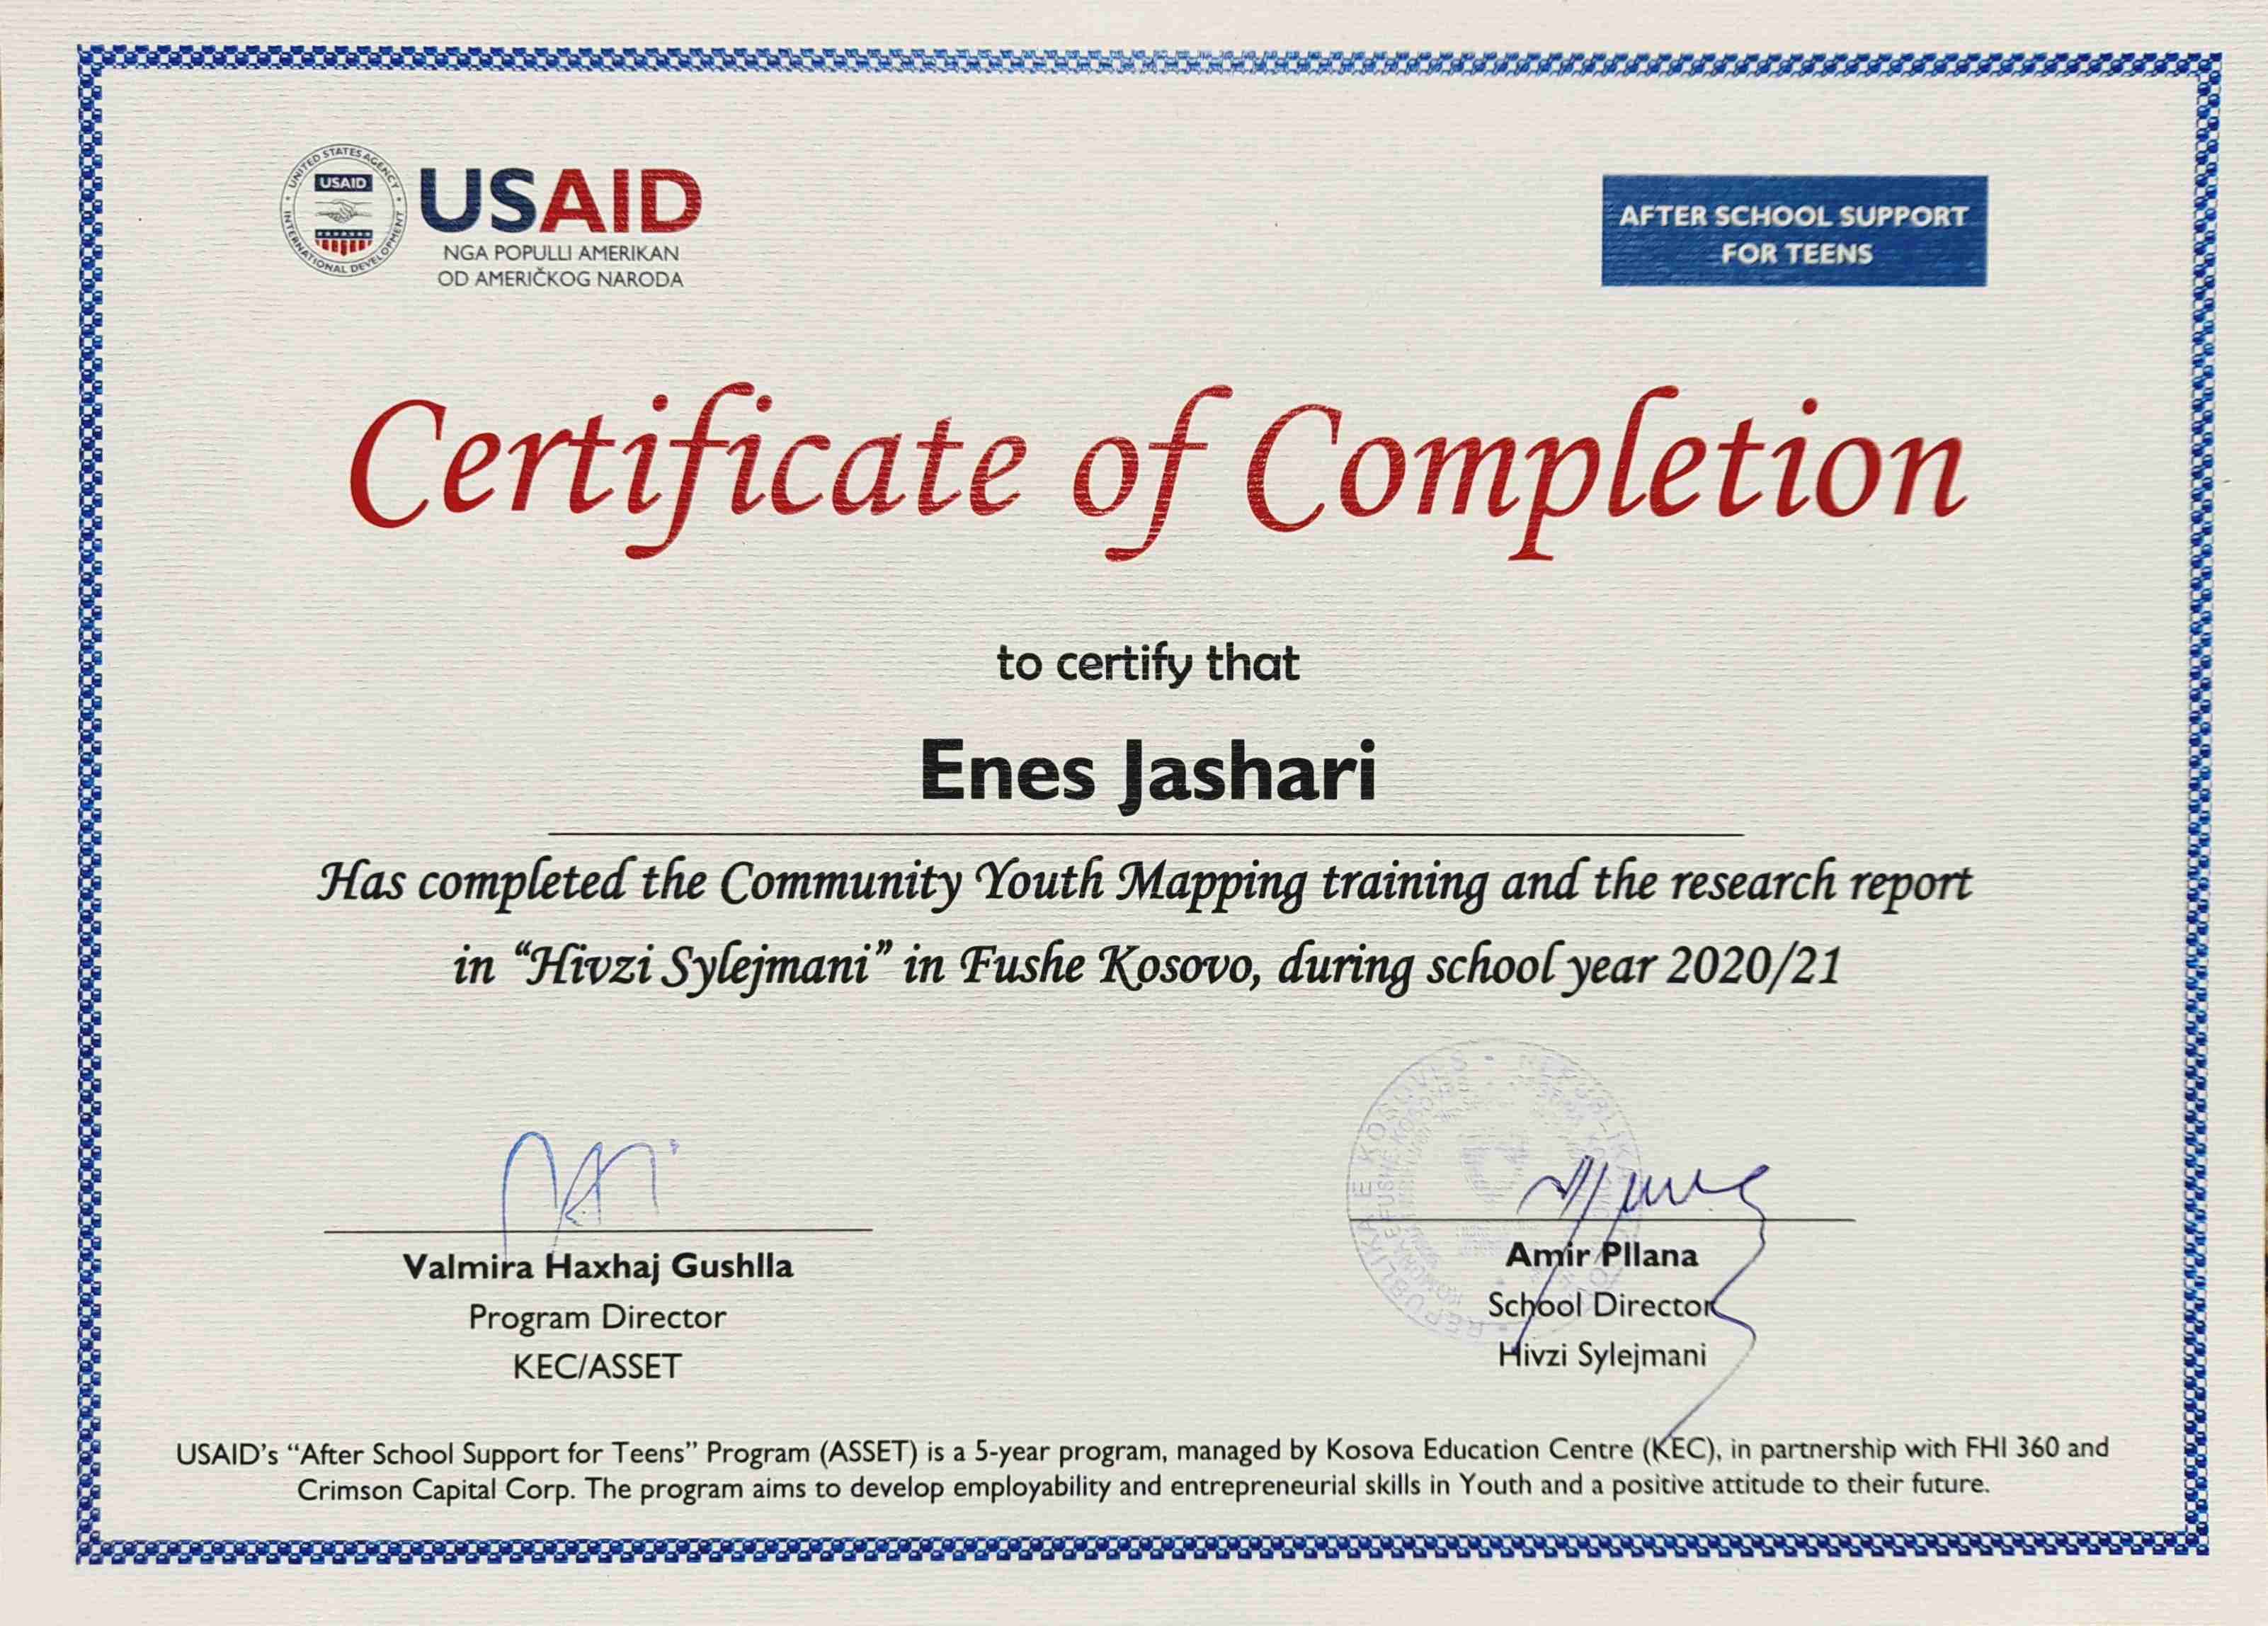 UNITED STATES AGENCY
INTERNATIONAL DEVELOPMENT
USAID
USAID
NGA POPULLI AMERIKAN
OD AMERIČKOG NARODA
AFTER SCHOOL SUPPORT
FOR TEENS
Certificate of Completion
to certify that
Enes Jashari
Has completed the Community Youth Mapping training and the research report
in “Hivzi Sylejmani” in Fushe Kosovo, during school year 2020/21
REPUBLIKA E KOSOVËS
Valmira Haxhaj Gushlla
Program Director
KEC/ASSET
Amir Pllana
School Director
Hivzi Sylejmani
USAID’s “After School Support for Teens” Program (ASSET) is a 5-year program, managed by Kosova Education Centre (KEC), in partnership with FHI 360 and
Crimson Capital Corp. The program aims to develop employability and entrepreneurial skills in Youth and a positive attitude to their future.